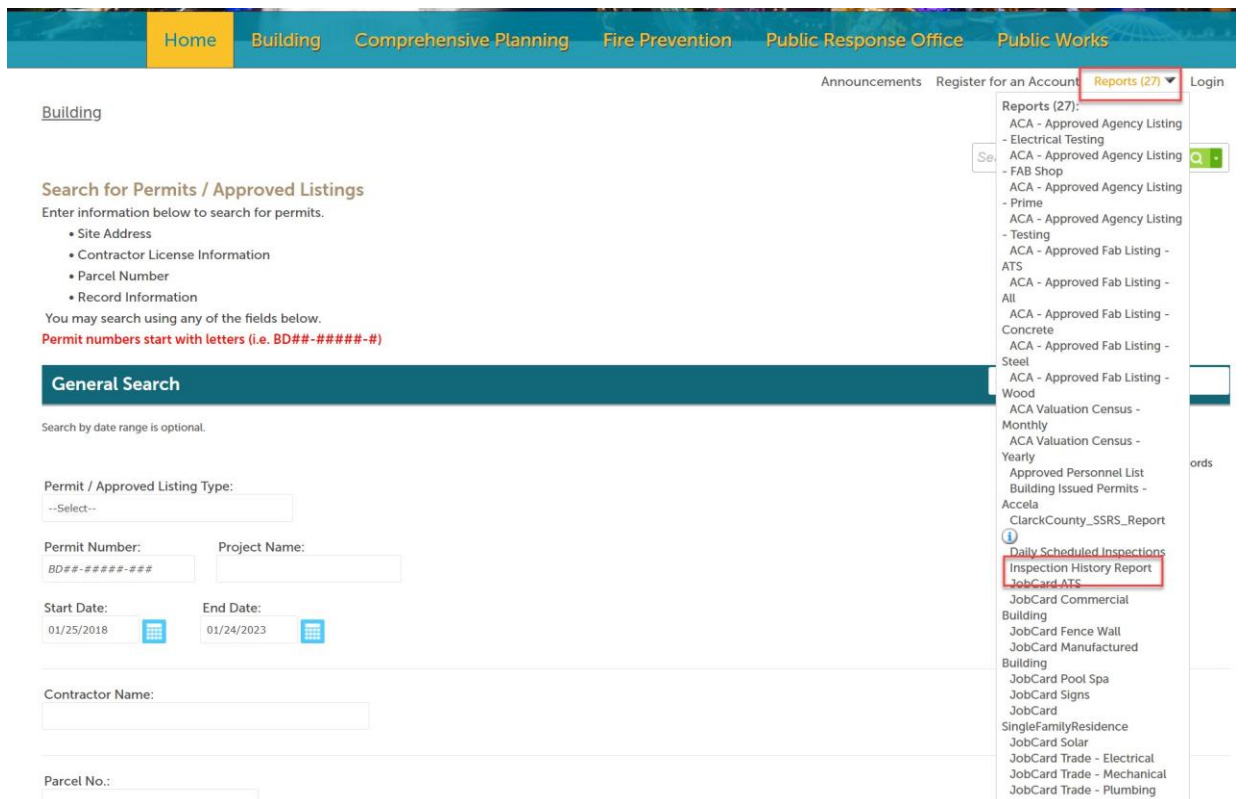 Home Building Comprehensive Planning Fire Prevention Public Response Office Public Works
Announcements Register for an Account Reports (27) Login
Building
Search for Permits / Approved Listings
Enter information below to search for permits.
• Site Address
• Contractor License Information
• Parcel Number
• Record Information
You may search using any of the fields below.
Permit numbers start with letters (i.e. BD##-#####-#)
General Search
Search by date range is optional.
Permit / Approved Listing Type:
--Select--
Permit Number: Project Name:
BD##-#####-###
Start Date: End Date:
01/25/2018 01/24/2023
Contractor Name:
Parcel No.:
Reports (27):
ACA - Approved Agency Listing
- Electrical Testing
ACA - Approved Agency Listing
- FAB Shop
ACA - Approved Agency Listing
- Prime
ACA - Approved Agency Listing
- Testing
ACA - Approved Fab Listing -
ATS
ACA - Approved Fab Listing -
All
ACA - Approved Fab Listing -
Concrete
ACA - Approved Fab Listing -
Steel
ACA - Approved Fab Listing -
Wood
ACA Valuation Census -
Monthly
ACA Valuation Census -
Yearly
Approved Personnel List
Building Issued Permits -
Accela
ClarckCounty_SSRS_Report
Daily Scheduled Inspections
Inspection History Report
JobCard ATS
JobCard Commercial
Building
JobCard Fence Wall
JobCard Manufactured
Building
JobCard Pool Spa
JobCard Signs
JobCard
SingleFamilyResidence
JobCard Solar
JobCard Trade - Electrical
JobCard Trade - Mechanical
JobCard Trade - Plumbing